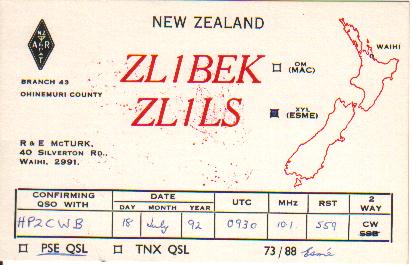 NEW ZEALAND
NZ
A R
T
ZL1BEK
OM
(MAC)
WAIHI
BRANCH 43
OHINEMURI COUNTY
ZL1LS
XYL
(ESME)
R & E McTURK,
40 SILVERTON RD.,
WAIHI, 2991.
CONFIRMING QSO WITH DATE UTC MHz RST 2 WAY
DAY MONTH YEAR
HP2CWB 18 July 92 0930 10.1 559 CW
SSB
PSE QSL TNX QSL 73/88 Esmé